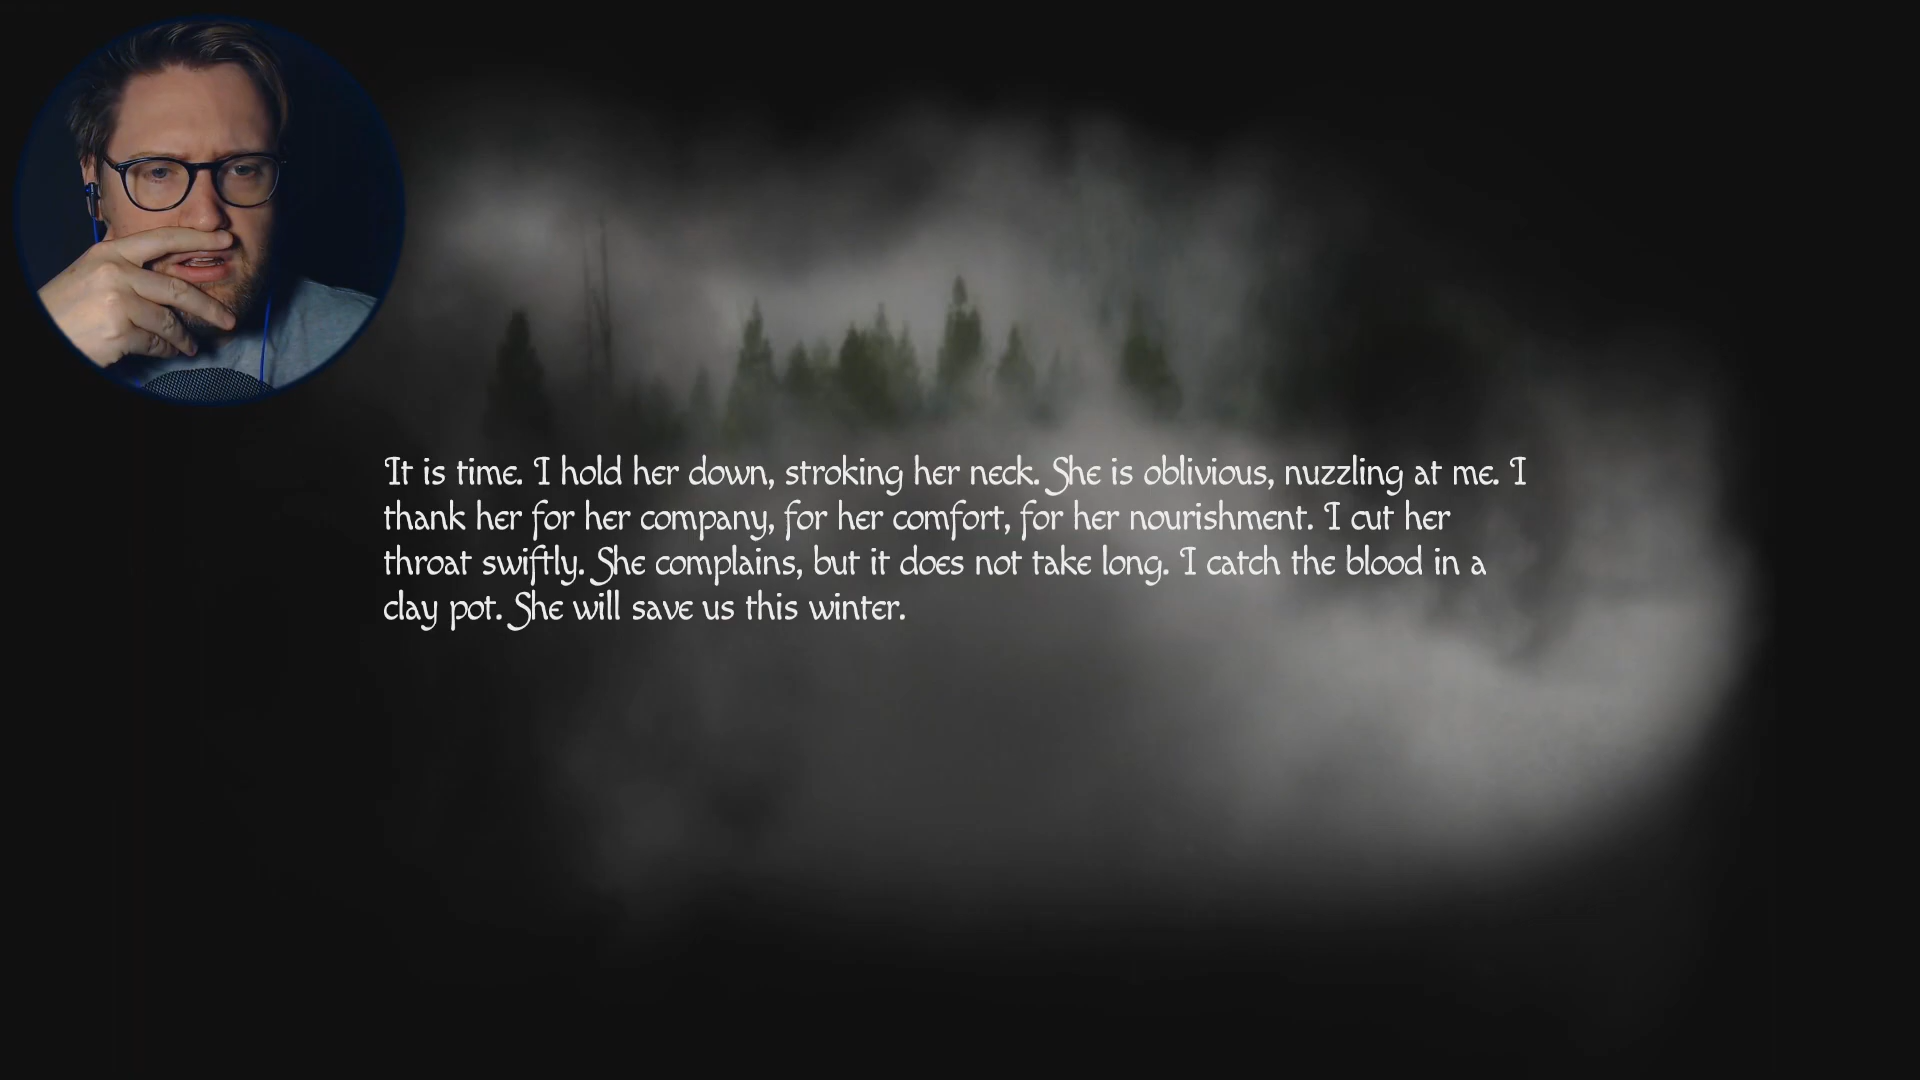 It is time. I hold her down, stroking her neck. She is oblivious, nuzzling at me. I
thank her for her company, for her comfort, for her nourishment. I cut her
throat swiftly. She complains, but it does not take long. I catch the blood in a
clay pot. She will save us this winter.